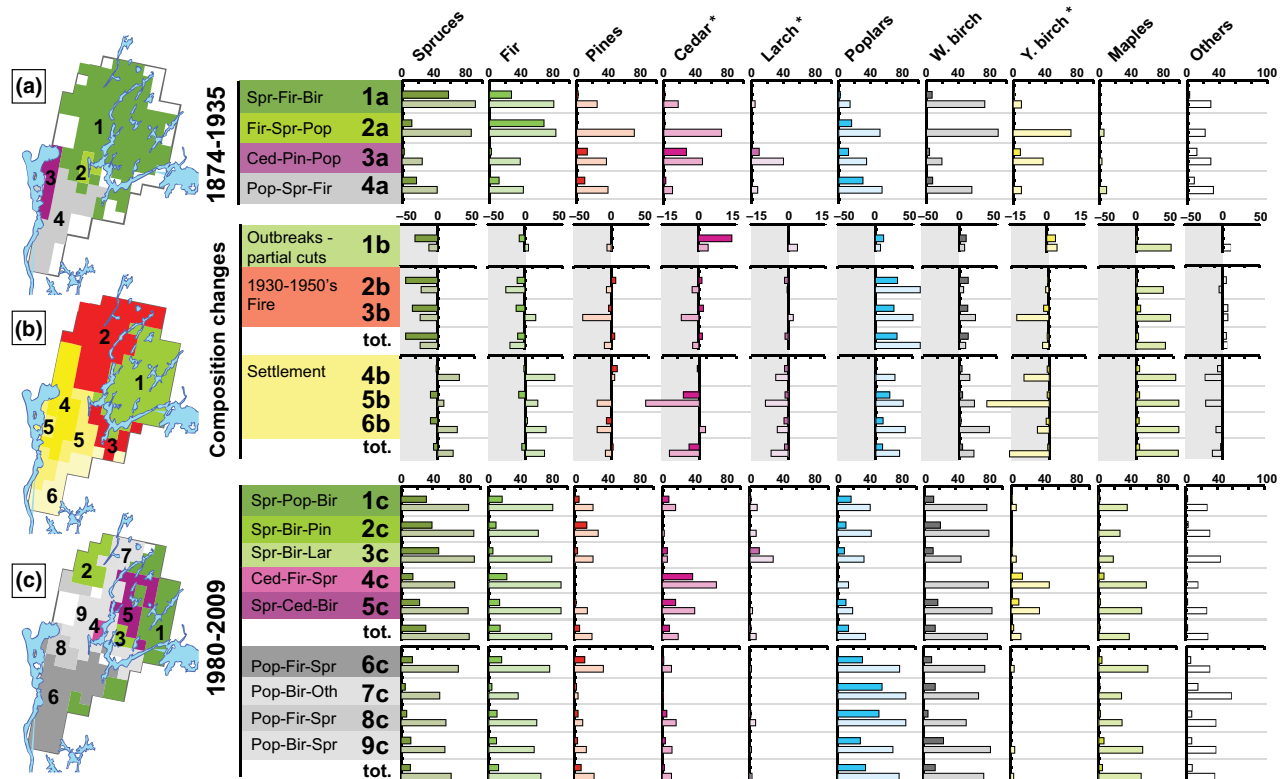 Spruces Fir Pines Cedar * Larch * Poplars W. birch Y. birch * Maples Others
0 40 80 0 40 80 0 40 0 40 0 40 0 40 80 0 40 80 0 40 80 0 40 80 0 40 100
(a)
1
2
3
4
1874-1935
Spr-Fir-Bir 1a
Fir-Spr-Pop 2a
Ced-Pin-Pop 3a
Pop-Spr-Fir 4a
−50 0 50 −50 0 50 −50 0 50 −15 0 15 −15 0 15 −50 0 50 −50 0 50 −15 0 15 −50 0 50 −50 0 50
(b)
2
1
4
5
5
3
6
Composition changes
Outbreaks -
partial cuts 1b
1930-1950's 2b
Fire
3b
tot.
Settlement 4b
5b
6b
tot.
0 40 80 0 40 80 0 40 0 40 0 40 0 40 80 0 40 80 0 40 0 40 80 0 40 100
(c)
7
2
9
5
4
3
1
8
6
1980-2009
Spr-Pop-Bir 1c
Spr-Bir-Pin 2c
Spr-Bir-Lar 3c
Ced-Fir-Spr 4c
Spr-Ced-Bir 5c
tot.
Pop-Fir-Spr 6c
Pop-Bir-Oth 7c
Pop-Fir-Spr 8c
Pop-Bir-Spr 9c
tot.